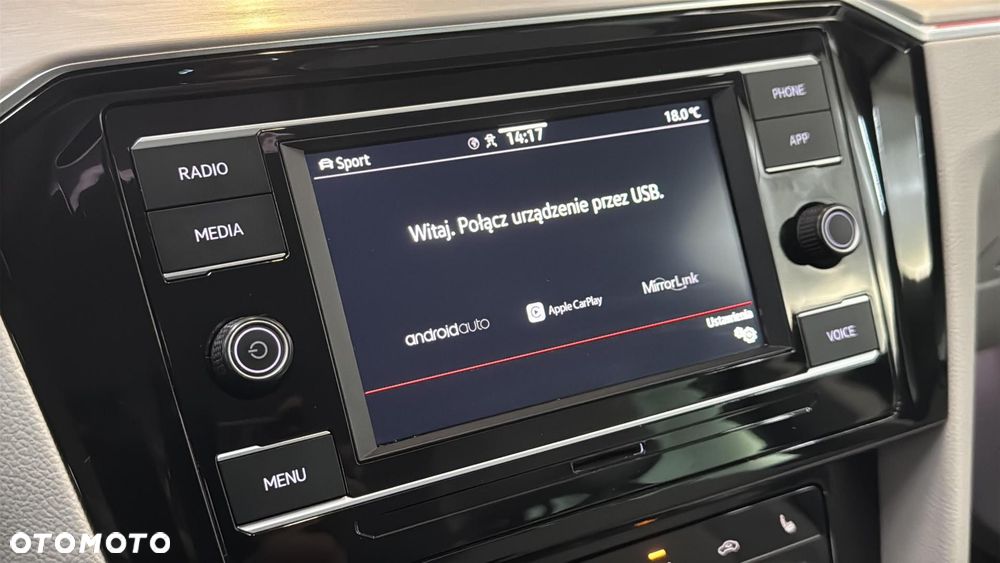 PHONE
APP
RADIO
MEDIA
Sport
14:17
18.0°C
Witaj. Połącz urządzenie przez USB.
androidauto
Apple CarPlay
MirrorLink
Ustawienia
VOICE
MENU
OTOMOTO